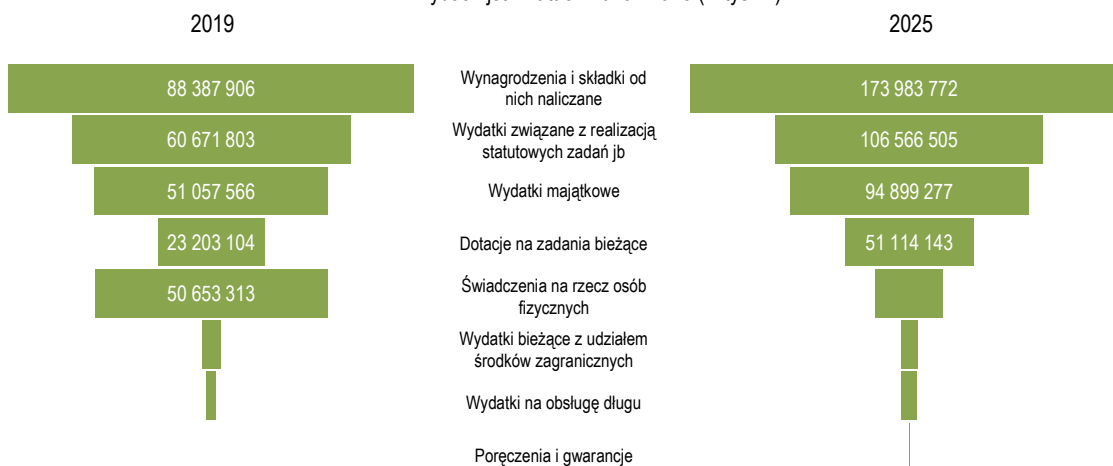 2019
2025
88 387 906
Wynagrodzenia i składki od
nich naliczane
173 983 772
60 671 803
Wydatki związane z realizacją
statutowych zadań jb
106 566 505
51 057 566
Wydatki majątkowe
94 899 277
23 203 104
Dotacje na zadania bieżące
51 114 143
50 653 313
Świadczenia na rzecz osób
fizycznych
Wydatki bieżące z udziałem
środków zagranicznych
Wydatki na obsługę długu
Poręczenia i gwarancje